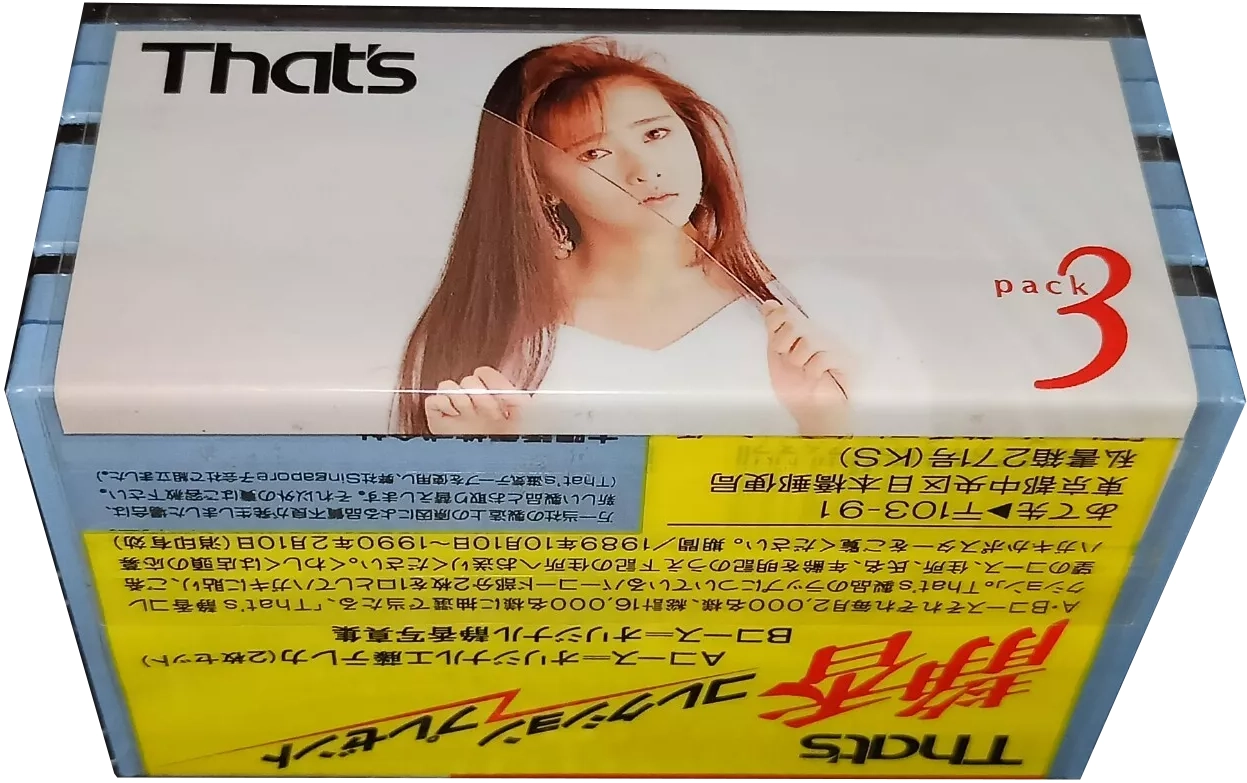 That's
pack 3
That's
静香
コレクション プレゼント
Aコース=オリジナル工藤テレカ(2枚セット)
Bコース=オリジナル静香写真集
A・Bコースそれぞれ毎月2,000名様、総計16,000名様に抽選で当たる、「That's 静香コレ
クション」。That's製品のラップについているバーコード部分2枚を1口としてハガキに貼り、ご希
望のコース、住所、氏名、年齢を明記のうえ下記の住所へお送りください。くわしくは店頭の応募
ハガキかポスターをご覧ください。期間/1989年10月10日〜1990年2月10日(消印有効)
あて先▶〒103-91
東京都中央区日本橋郵便局
私書箱271号(KS)
万一当社の製造上の原因による品質不良が発生しました場合は、
新しい製品とお取り替えします。それ以外の責はご容赦下さい。
(That's磁気テープを使用し、弊社Singapore子会社で組立ました。)